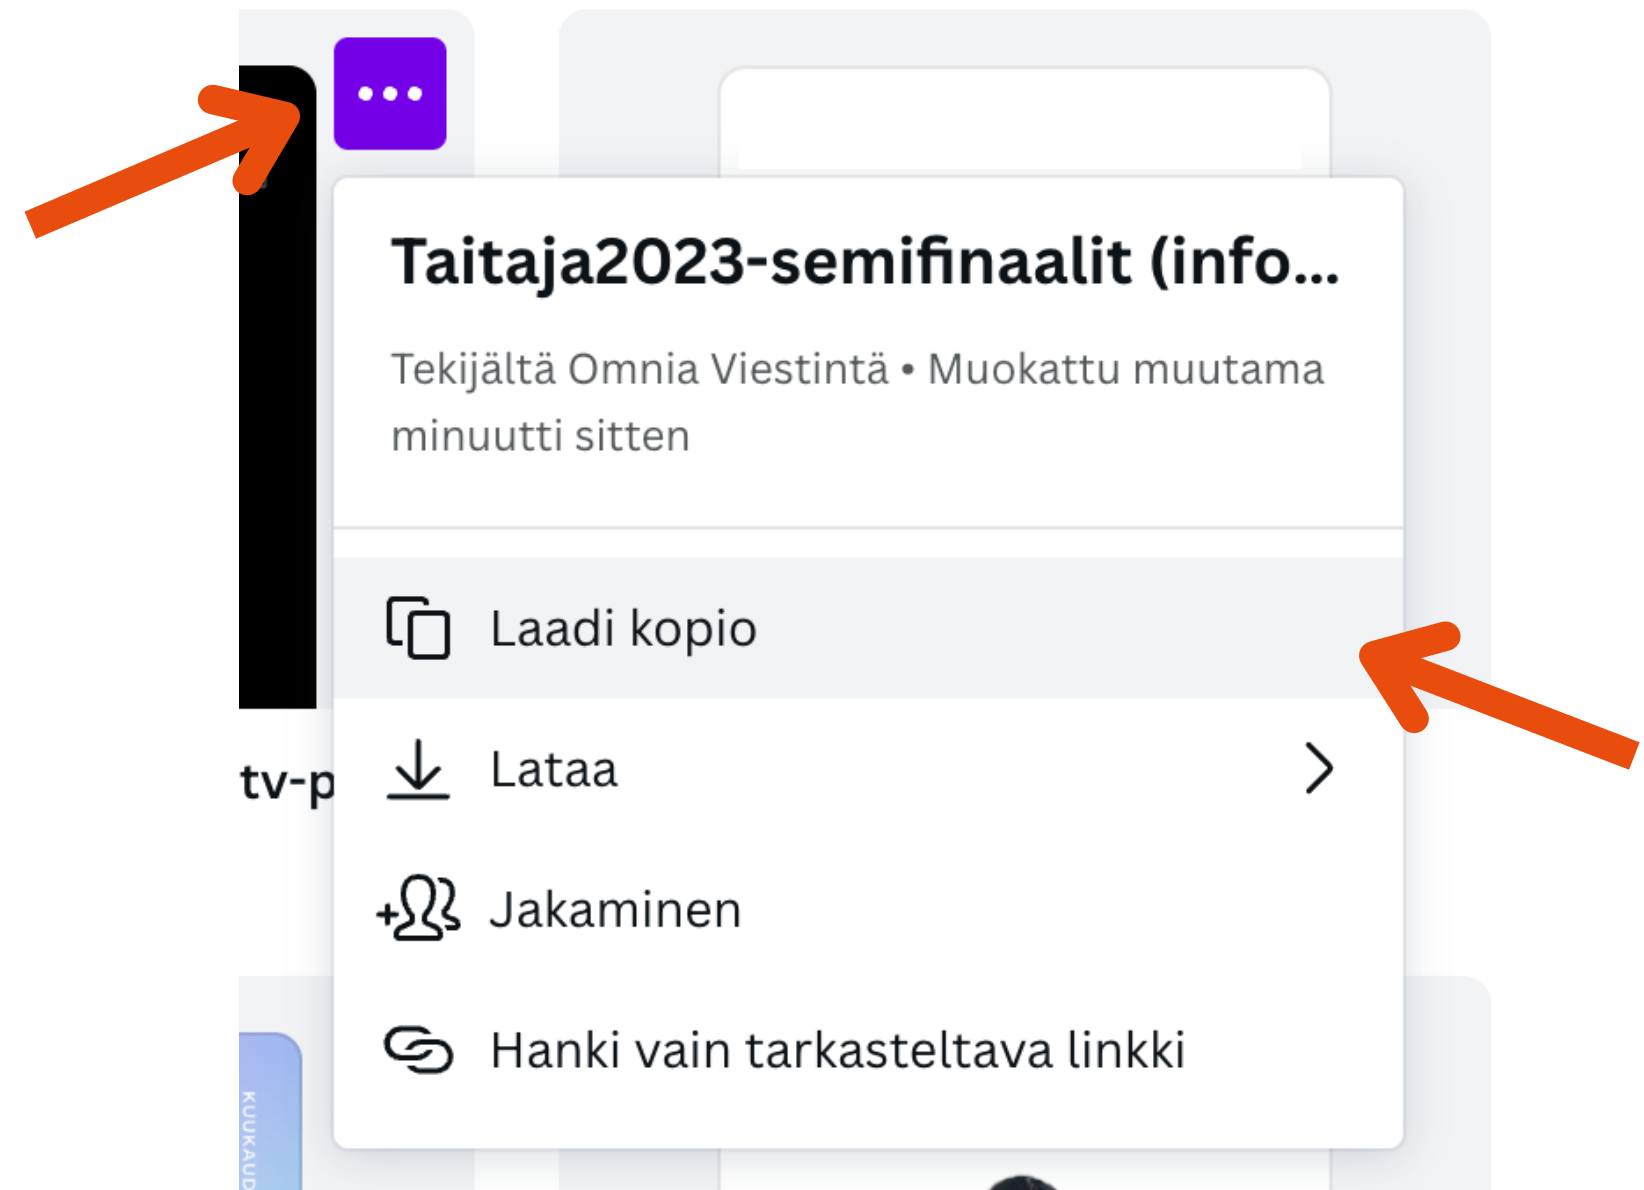 Taitaja2023-semifinaalit (info...
Tekijältä Omnia Viestintä • Muokattu muutama
minuutti sitten
Laadi kopio
tv-p
Lataa
Jakaminen
Hanki vain tarkasteltava linkki
KUUKAUD